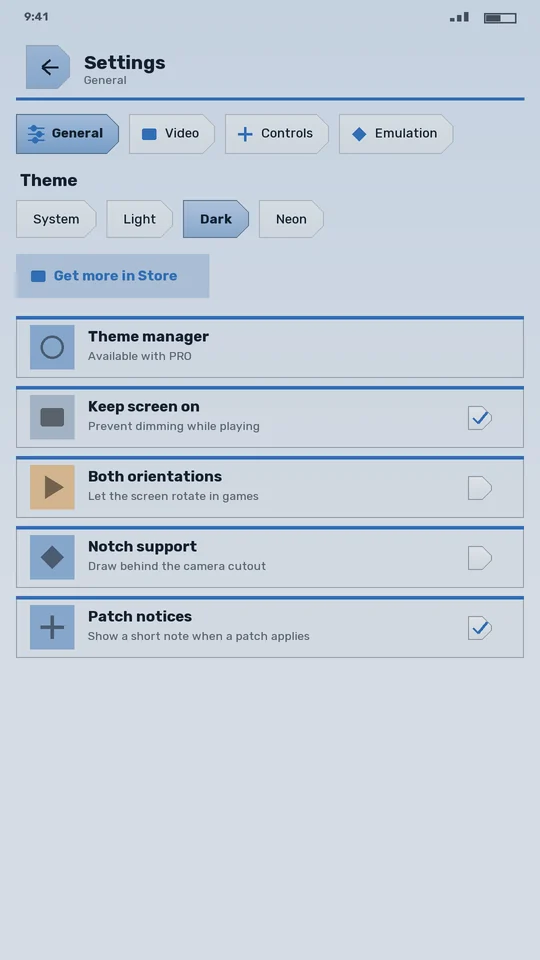 9:41
Settings
General
General
Video
Controls
Emulation
Theme
System
Light
Dark
Neon
Get more in Store
Theme manager
Available with PRO
Keep screen on
Prevent dimming while playing
Both orientations
Let the screen rotate in games
Notch support
Draw behind the camera cutout
Patch notices
Show a short note when a patch applies